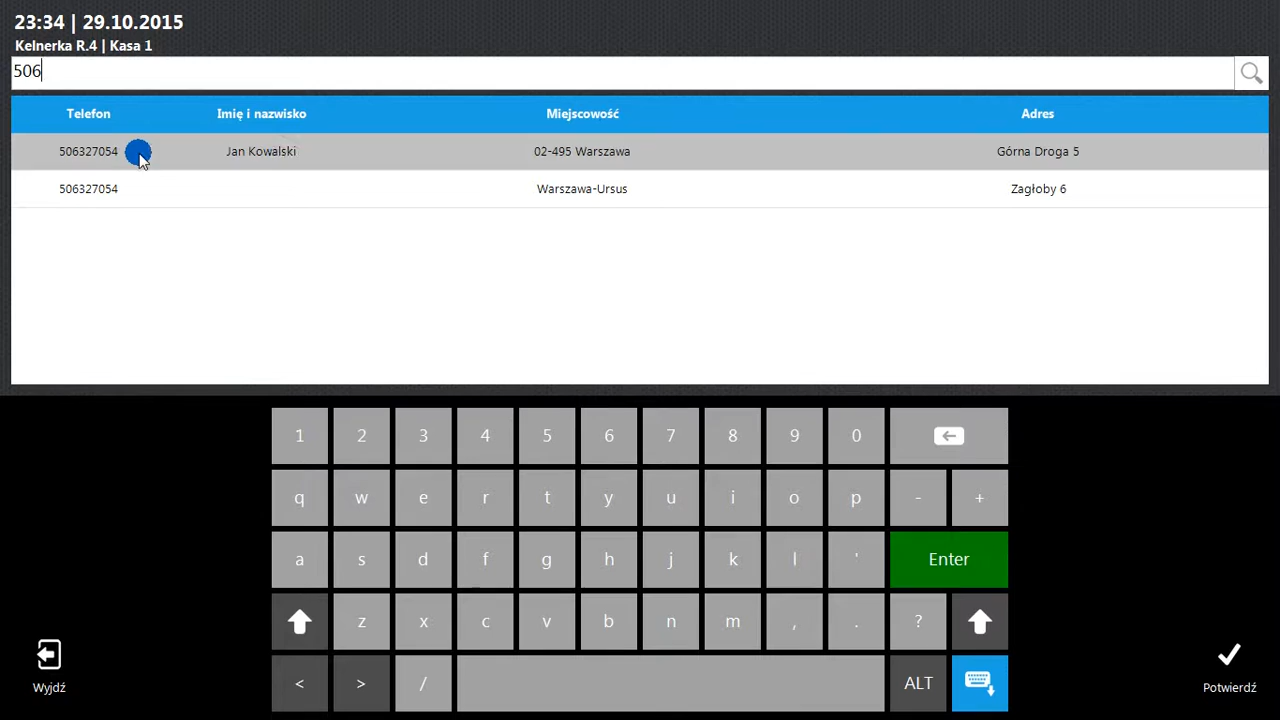 23:34 | 29.10.2015
Kelnerka R.4 | Kasa 1
506
Telefon Imię i nazwisko Miejscowość Adres
506327054 Jan Kowalski 02-495 Warszawa Górna Droga 5
506327054 Warszawa-Ursus Zagłoby 6
1 2 3 4 5 6 7 8 9 0
q w e r t y u i o p - +
a s d f g h j k l ' Enter
z x c v b n m , . ?
< > / ALT
Wyjdź Potwierdź